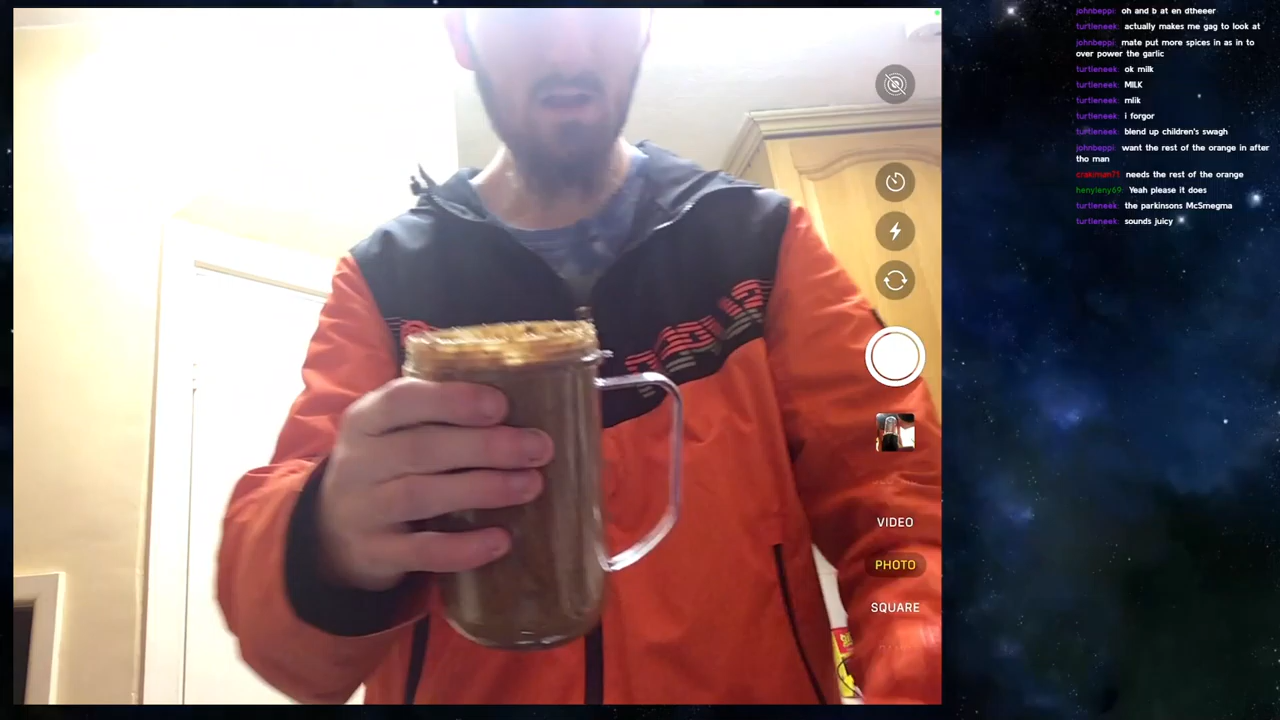 johnbeppi: oh and b at en dtheeer
turtleneek: actually makes me gag to look at
johnbeppi: mate put more spices in as in to
over power the garlic
turtleneek: ok milk
turtleneek: MILK
turtleneek: mlik
turtleneek: i forgor
turtleneek: blend up children's swagh
johnbeppi: want the rest of the orange in after
tho man
crakinium71: needs the rest of the orange
henyleny69: Yeah please it does
turtleneek: the parkinsons McSmegma
turtleneek: sounds juicy
VIDEO
PHOTO
SQUARE